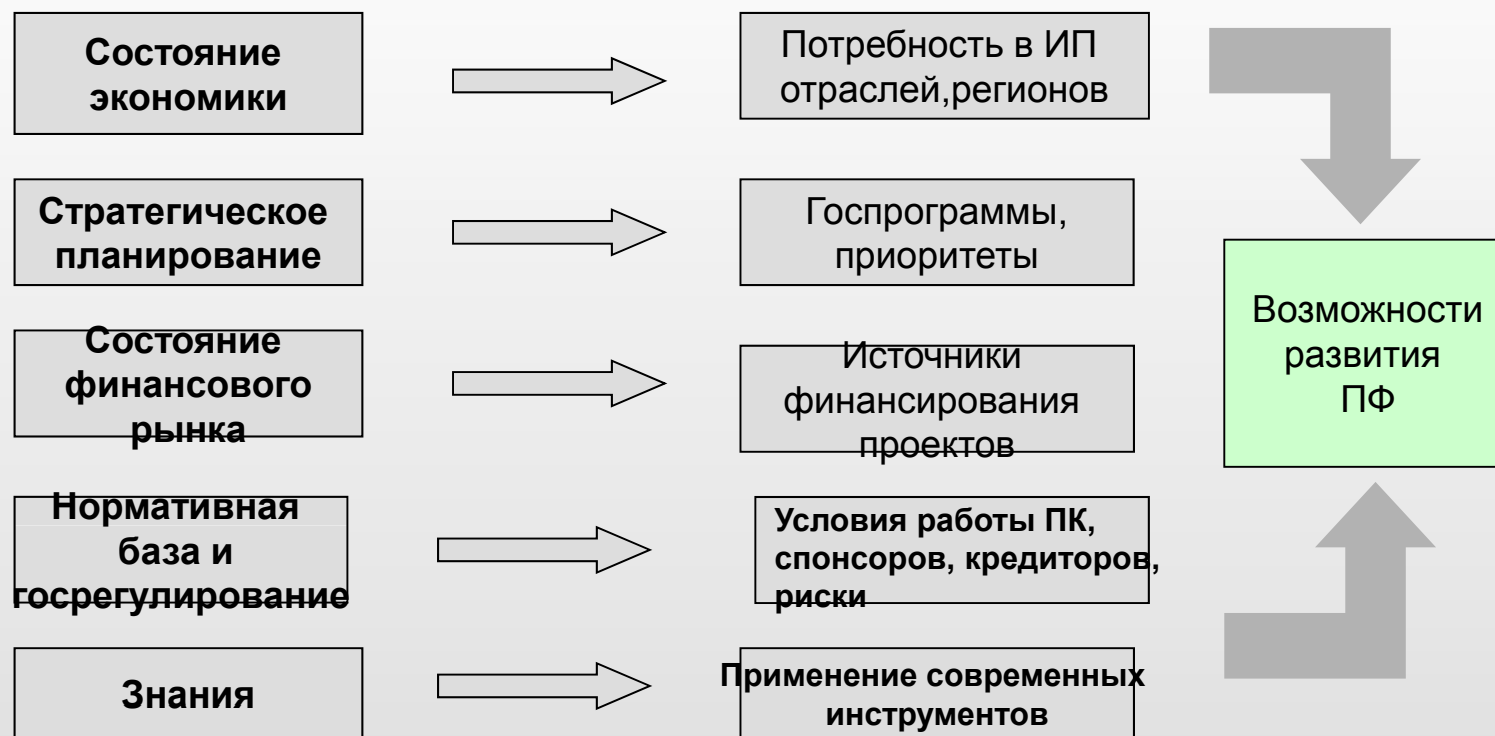 Состояние
экономики
Потребность в ИП
отраслей,регионов
Стратегическое
планирование
Госпрограммы,
приоритеты
Состояние
финансового
рынка
Источники
финансирования
проектов
Нормативная
база и
госрегулирование
Условия работы ПК,
спонсоров, кредиторов,
риски
Знания
Применение современных
инструментов
Возможности
развития
ПФ